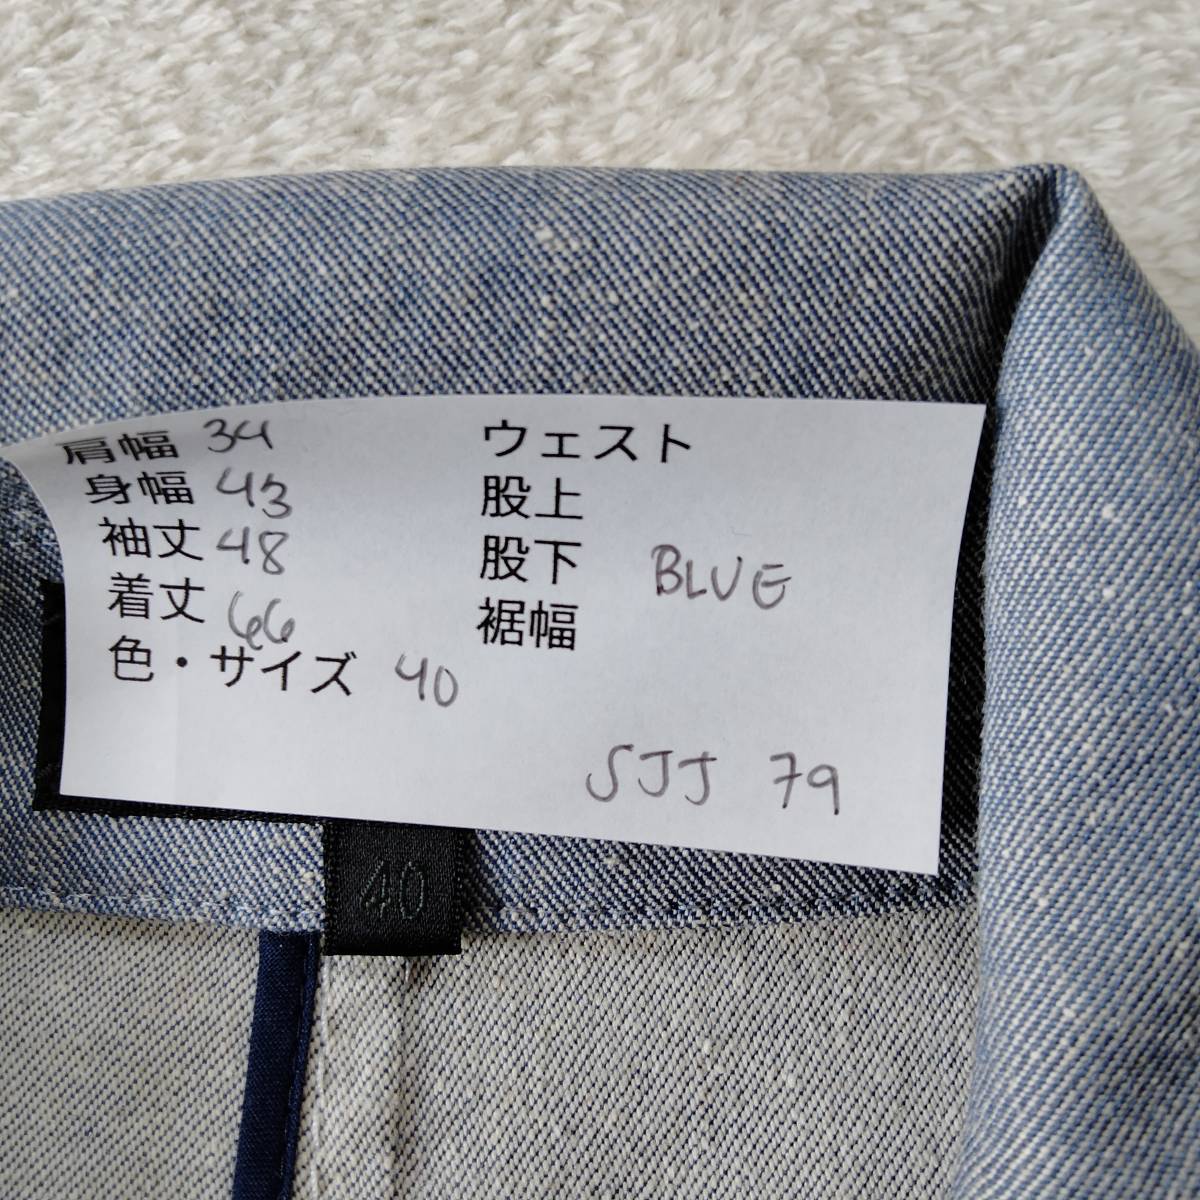 肩幅 34
身幅 43
袖丈 48
着丈 66
色・サイズ 40
ウェスト
股上
股下
裾幅
BLUE
SJJ 79
40